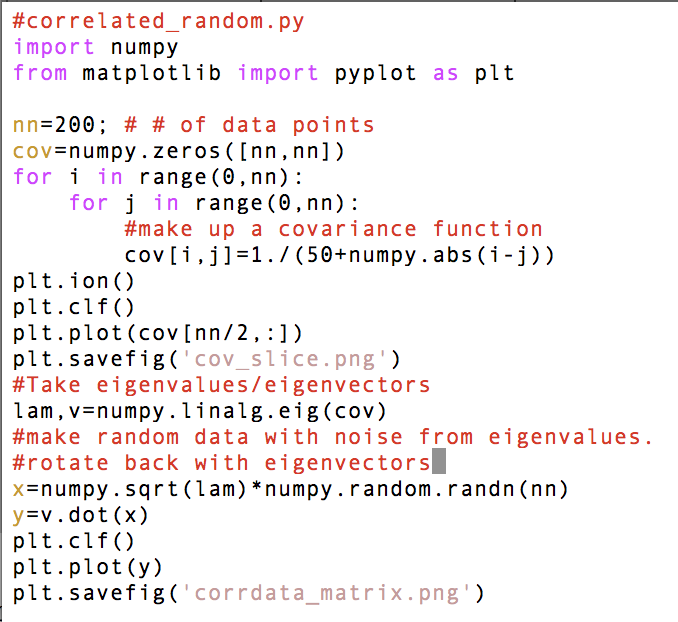 #correlated_random.py
import numpy
from matplotlib import pyplot as plt

nn=200; # # of data points
cov=numpy.zeros([nn,nn])
for i in range(0,nn):
    for j in range(0,nn):
        #make up a covariance function
        cov[i,j]=1./(50+numpy.abs(i-j))
plt.ion()
plt.clf()
plt.plot(cov[nn/2,:])
plt.savefig('cov_slice.png')
#Take eigenvalues/eigenvectors
lam,v=numpy.linalg.eig(cov)
#make random data with noise from eigenvalues.
#rotate back with eigenvectors
x=numpy.sqrt(lam)*numpy.random.randn(nn)
y=v.dot(x)
plt.clf()
plt.plot(y)
plt.savefig('corrdata_matrix.png')